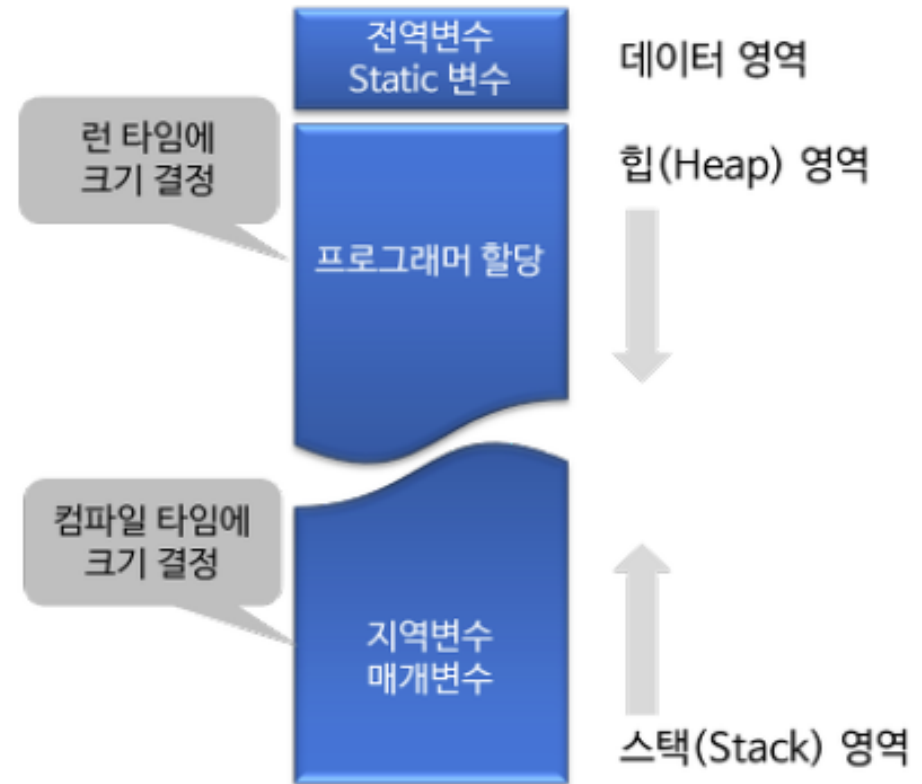 전역변수
Static 변수
데이터 영역
런 타임에
크기 결정
힙(Heap) 영역
프로그래머 할당
컴파일 타임에
크기 결정
지역변수
매개변수
스택(Stack) 영역